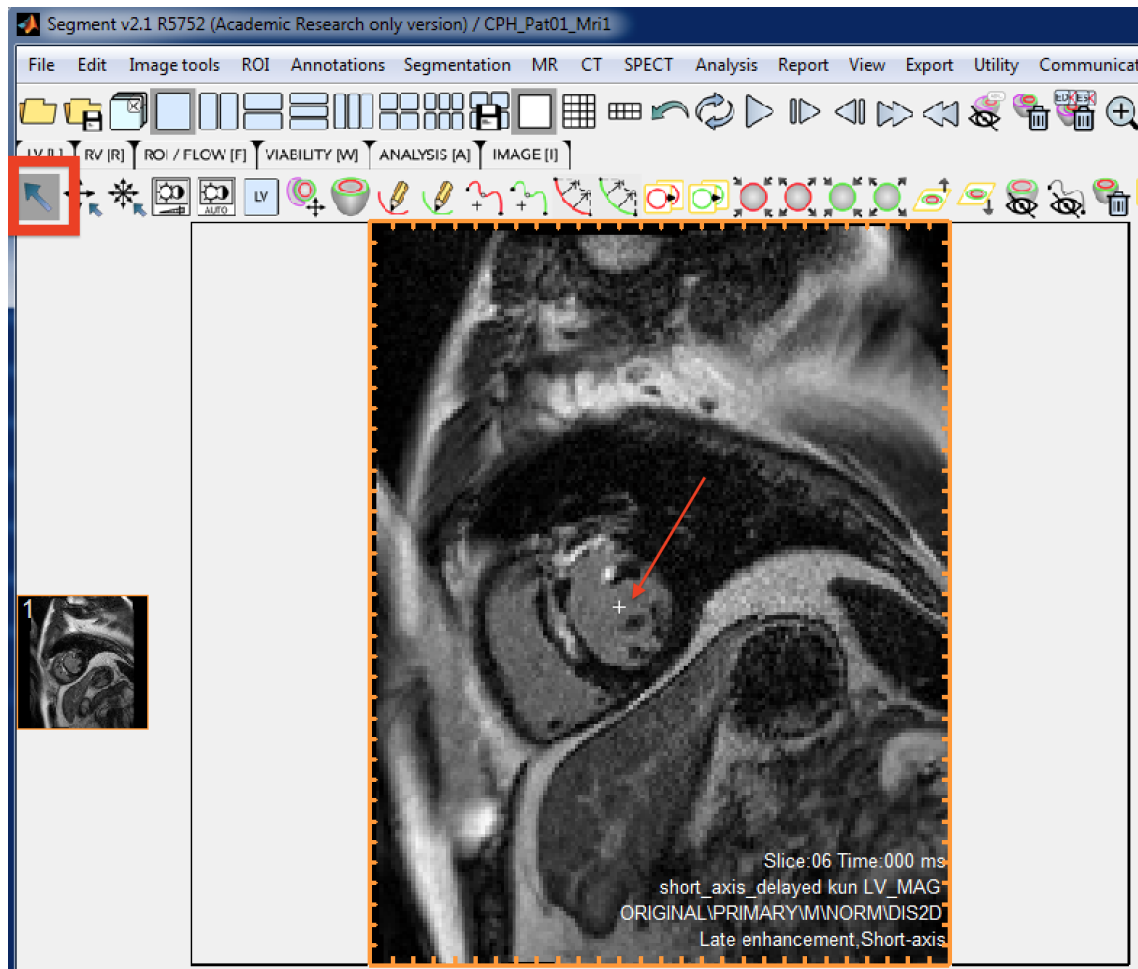 Segment v2.1 R5752 (Academic Research only version) / CPH_Pat01_Mri1
File Edit Image tools ROI Annotations Segmentation MR CT SPECT Analysis Report View Export Utility Communicat
LV [L] RV [R] ROI / FLOW [F] VIABILITY [W] ANALYSIS [A] IMAGE [I]
AUTO LV
1
Slice:06 Time:000 ms
short_axis_delayed kun LV_MAG
ORIGINAL\PRIMARY\M\NORM\DIS2D
Late enhancement,Short-axis